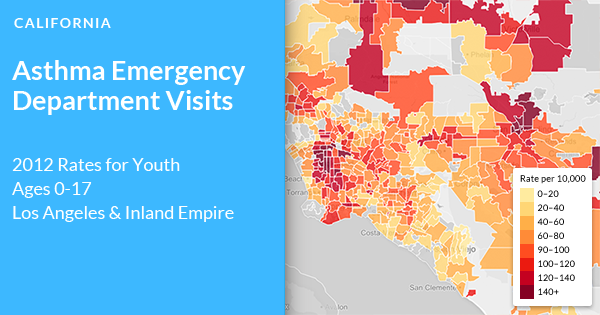 CALIFORNIA
Asthma Emergency
Department Visits
2012 Rates for Youth
Ages 0-17
Los Angeles & Inland Empire
Torran
Costa
San Clemente
Rate per 10,000
0–20
20–40
40–60
60–80
90–100
100–120
120–140
140+